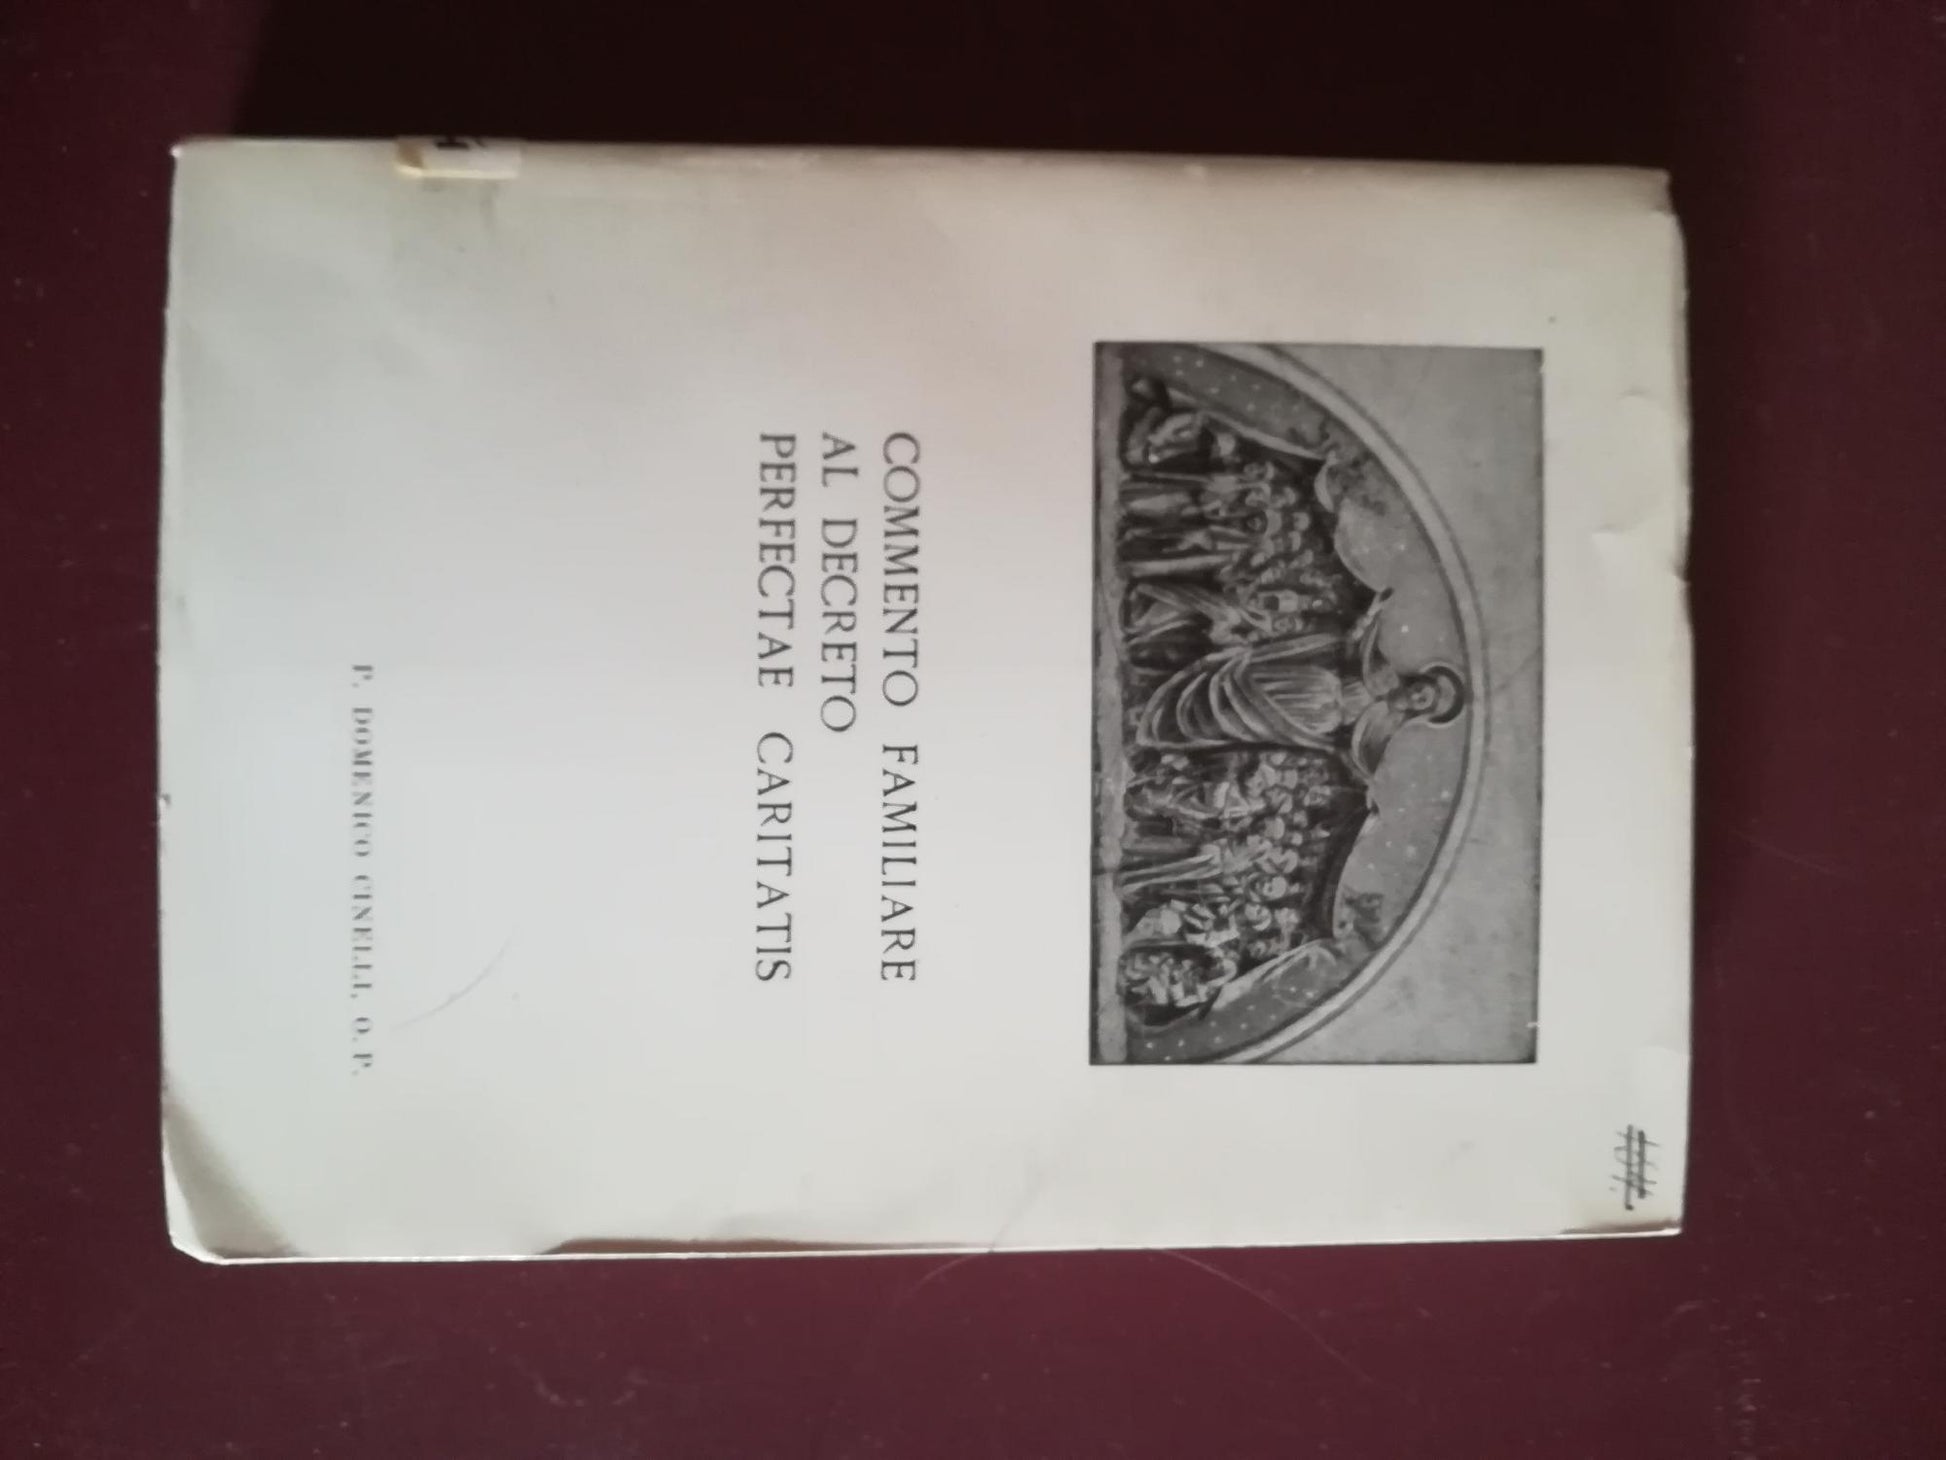 COMMENTO FAMILIARE
AL DECRETO
PERFECTAE CARITATIS
P. DOMENICO CINELLI, O. P.